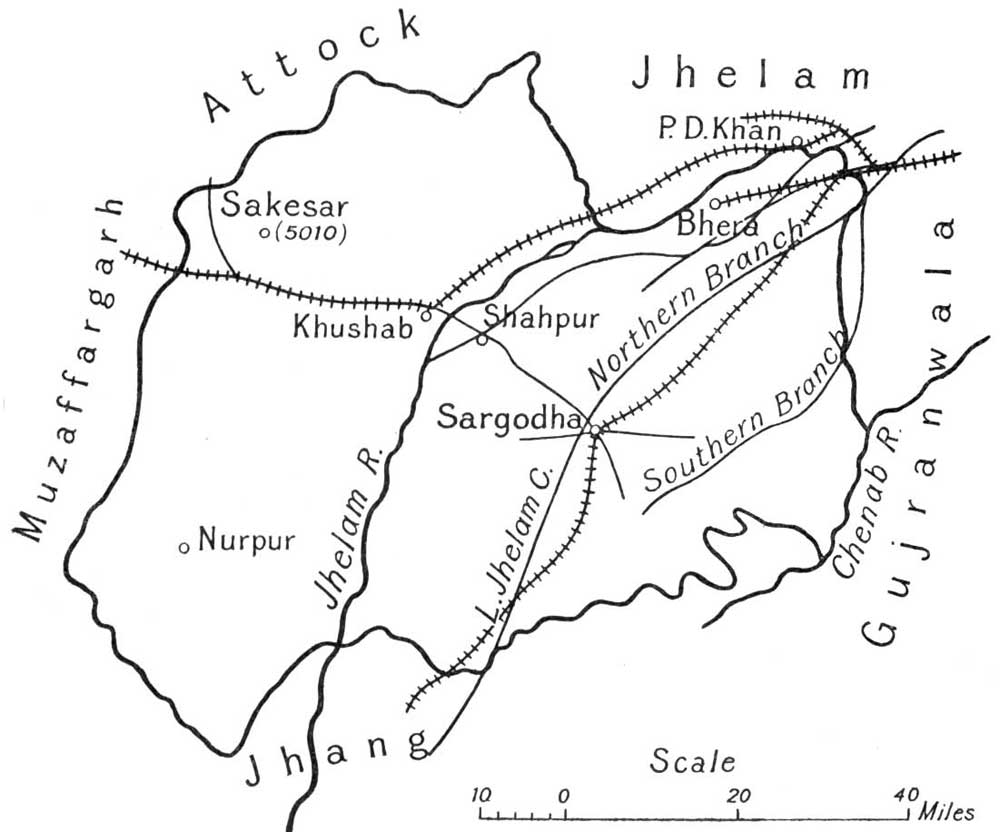 Attock
Jhelam
P.D.Khan
Sakesar
(5010)
Bhera
Muzaffargarh
Khushab
Shahpur
Northern Branch
Gujranwala
Sargodha
Southern Branch
Jhelam R.
L. Jhelam C.
Chenab R.
Nurpur
Jhang
Scale
10 0 20 40 Miles